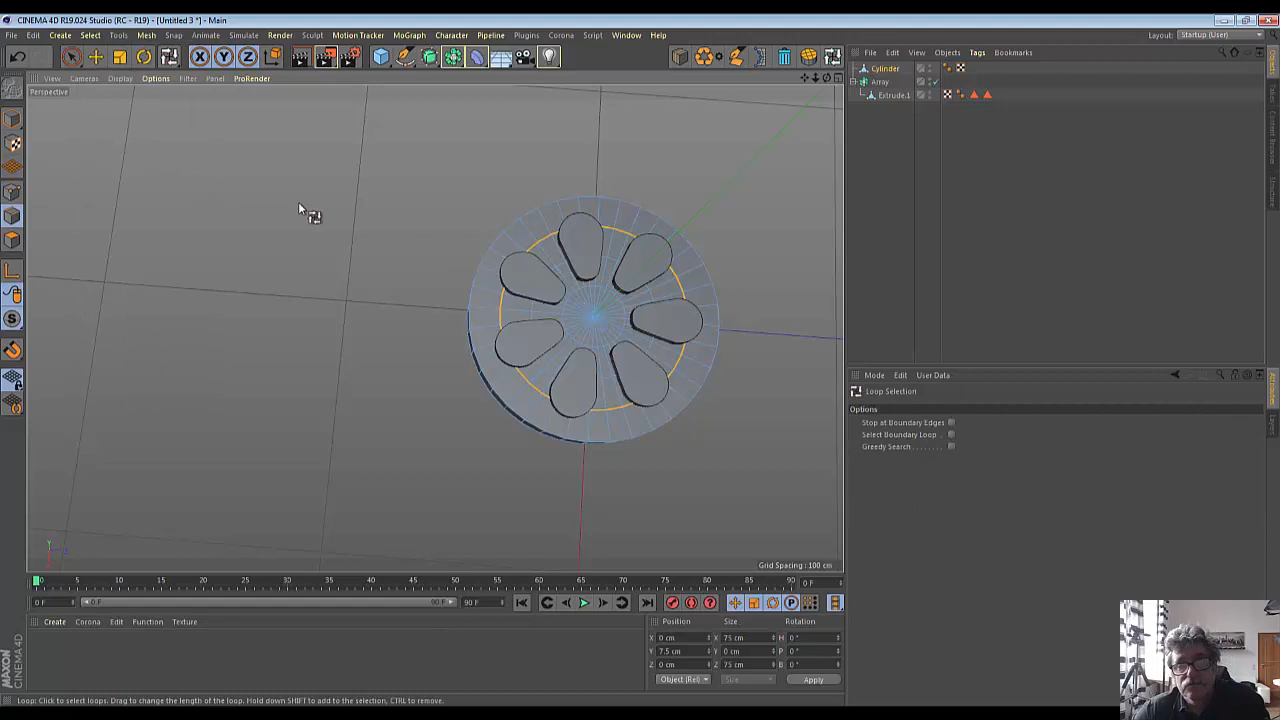 CINEMA 4D R19.024 Studio (RC - R19) - [Untitled 3 *] - Main
File Edit Create Select Tools Mesh Snap Animate Simulate Render Sculpt Motion Tracker MoGraph Character Pipeline Plugins Corona Script Window Help
Layout: Startup (User)
File Edit View Objects Tags Bookmarks
View Cameras Display Options Filter Panel ProRender
Perspective
Cylinder
Array
Extrude.1
Mode Edit User Data
Loop Selection
Options
Stop at Boundary Edges
Select Boundary Loop
Greedy Search
Grid Spacing : 100 cm
0 5 10 15 20 25 30 35 40 45 50 55 60 65 70 75 80 85 90 0 F
0 F 0 F 90 F 90 F
Create Corona Edit Function Texture
Position Size Rotation
X 0 cm X 75 cm H 0 °
Y 7.5 cm Y 0 cm P 0 °
Z 0 cm Z 75 cm B 0 °
Object (Rel) Size Apply
MAXON CINEMA 4D
Loop: Click to select loops. Drag to change the length of the loop. Hold down SHIFT to add to the selection, CTRL to remove.